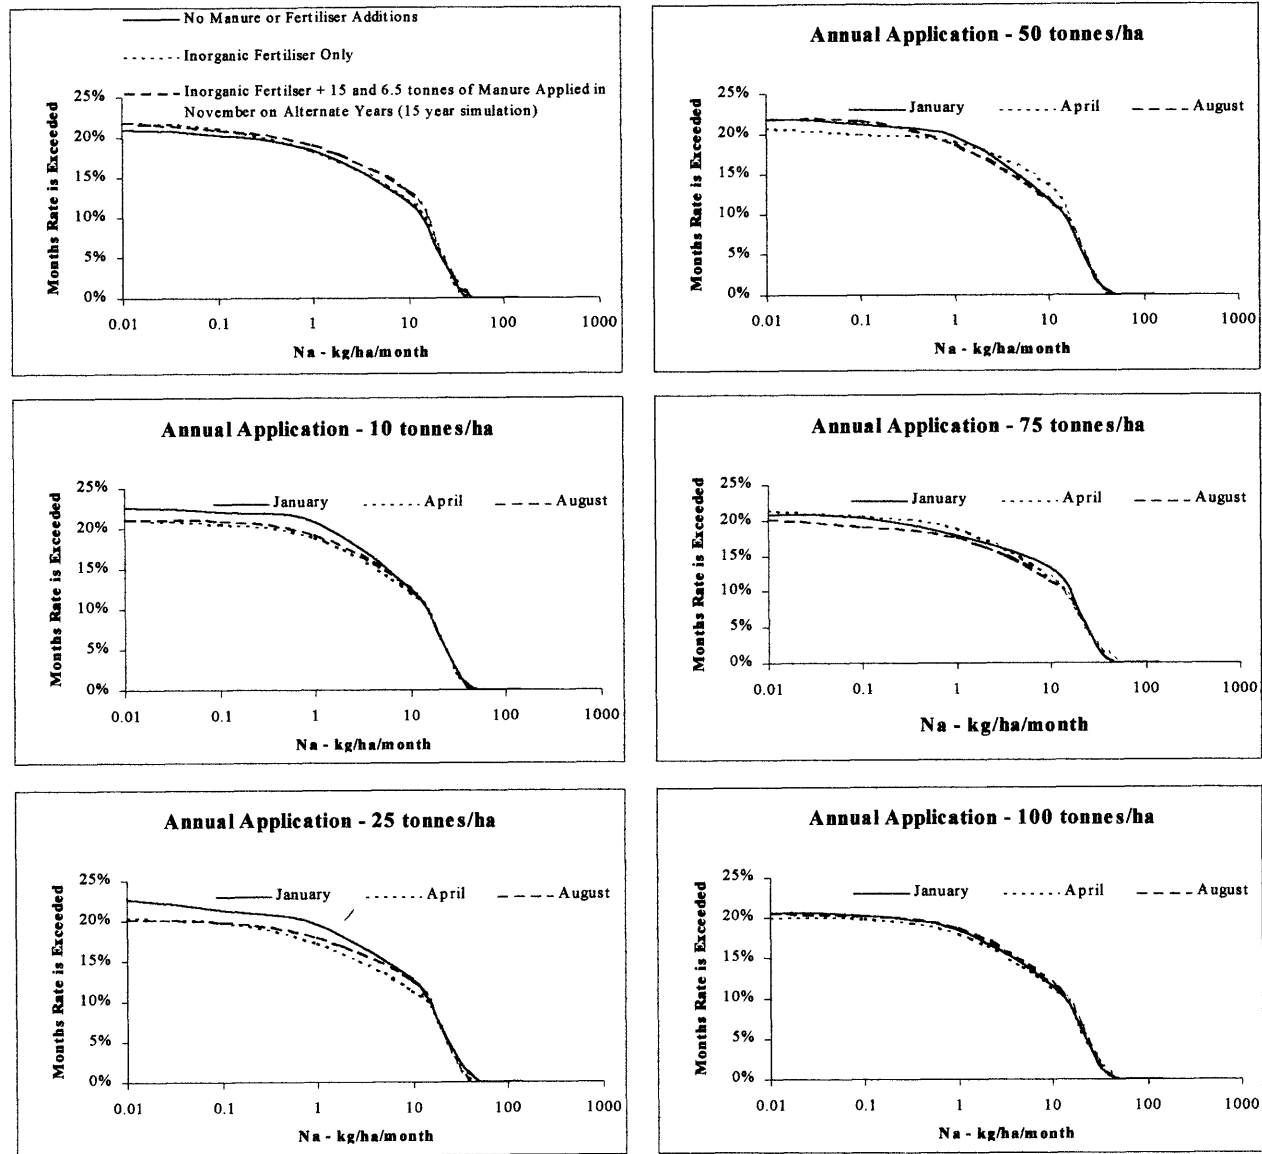 No Manure or Fertiliser Additions
Inorganic Fertiliser Only
Inorganic Fertilser + 15 and 6.5 tonnes of Manure Applied in
November on Alternate Years (15 year simulation)
Months Rate is Exceeded
25%
20%
15%
10%
5%
0%
0.01 0.1 1 10 100 1000
Na - kg/ha/month
Annual Application - 50 tonnes/ha
January April August
Months Rate is Exceeded
25%
20%
15%
10%
5%
0%
0.01 0.1 1 10 100 1000
Na - kg/ha/month
Annual Application - 10 tonnes/ha
January April August
Months Rate is Exceeded
25%
20%
15%
10%
5%
0%
0.01 0.1 1 10 100 1000
Na - kg/ha/month
Annual Application - 75 tonnes/ha
January April August
Months Rate is Exceeded
25%
20%
15%
10%
5%
0%
0.01 0.1 1 10 100 1000
Na - kg/ha/month
Annual Application - 25 tonnes/ha
January April August
Months Rate is Exceeded
25%
20%
15%
10%
5%
0%
0.01 0.1 1 10 100 1000
Na - kg/ha/month
Annual Application - 100 tonnes/ha
January April August
Months Rate is Exceeded
25%
20%
15%
10%
5%
0%
0.01 0.1 1 10 100 1000
Na - kg/ha/month